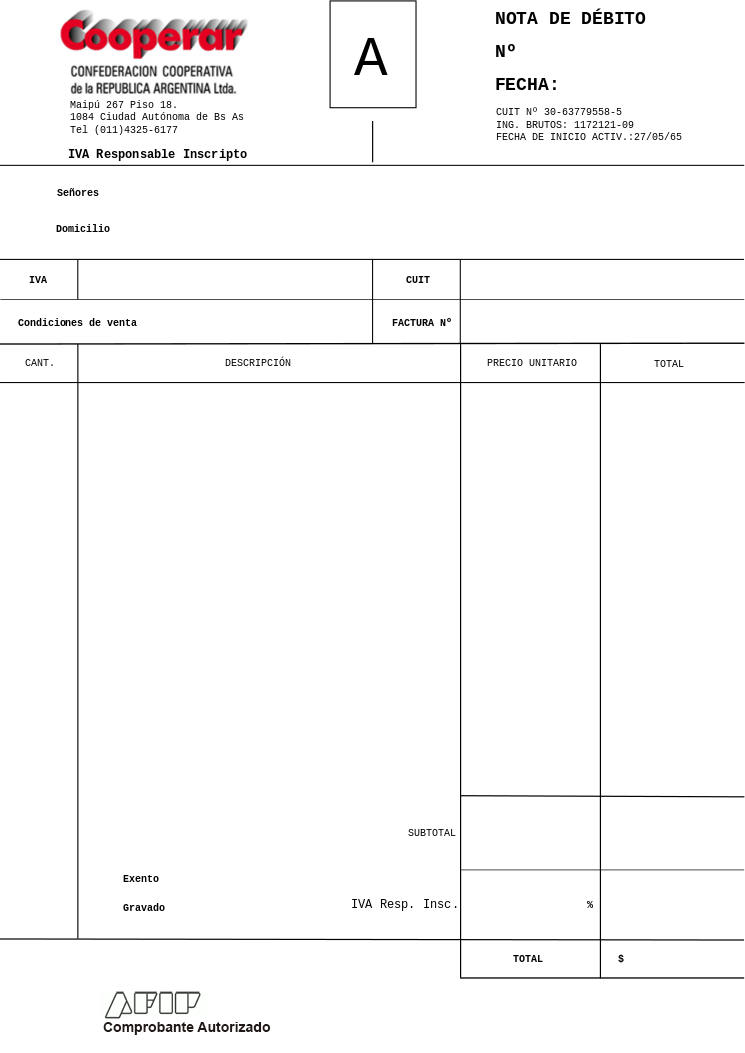 Cooperar
CONFEDERACION COOPERATIVA
de la REPUBLICA ARGENTINA Ltda.
Maipú 267 Piso 18.
1084 Ciudad Autónoma de Bs As
Tel (011)4325-6177
IVA Responsable Inscripto
A
NOTA DE DÉBITO
Nº
FECHA:
CUIT Nº 30-63779558-5
ING. BRUTOS: 1172121-09
FECHA DE INICIO ACTIV.:27/05/65
Señores
Domicilio
IVA CUIT
Condiciones de venta FACTURA Nº
CANT. DESCRIPCIÓN PRECIO UNITARIO TOTAL
SUBTOTAL
Exento
Gravado IVA Resp. Insc. %
TOTAL $
AFIP
Comprobante Autorizado